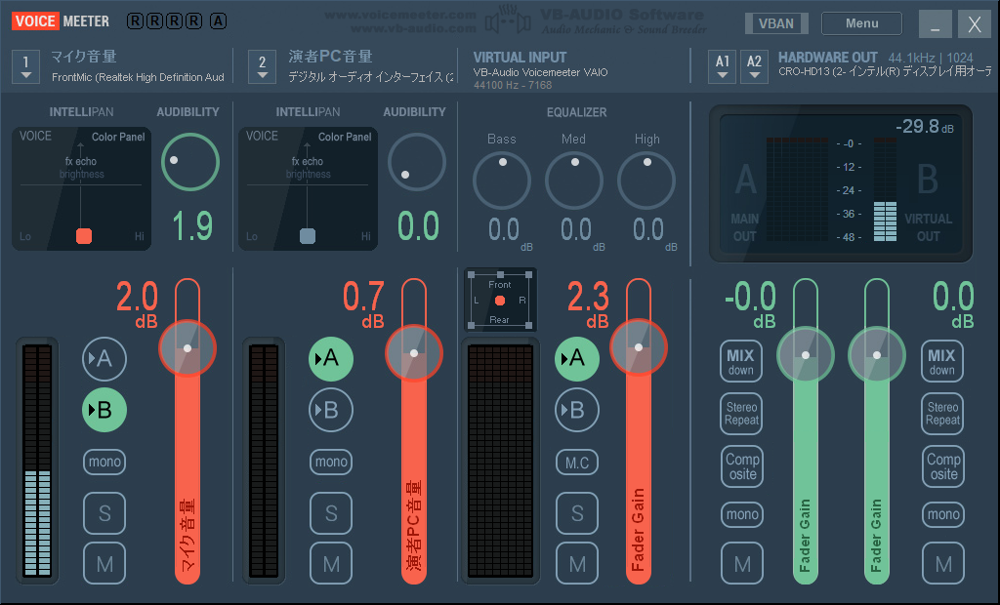 VOICE MEETER
R R R R A
www.voicemeeter.com
www.vb-audio.com
VB-AUDIO Software
Audio Mechanic & Sound Breeder
VBAN
Menu
_ X
1
マイク音量
FrontMic (Realtek High Definition Aud
2
演者PC音量
デジタル オーディオ インターフェイス (2
VIRTUAL INPUT
VB-Audio Voicemeeter VAIO
44100 Hz - 7168
A1 A2
HARDWARE OUT 44.1kHz | 1024
CRO-HD13 (2- インテル(R) ディスプレイ用オーデ
INTELLIPAN
AUDIBILITY
VOICE
Color Panel
fx echo
brightness
Lo
Hi
1.9
INTELLIPAN
AUDIBILITY
VOICE
Color Panel
fx echo
brightness
Lo
Hi
0.0
EQUALIZER
Bass Med High
0.0 dB
0.0 dB
0.0 dB
-29.8 dB
A
MAIN
OUT
-0-
-12-
-24-
-36-
-48-
B
VIRTUAL
OUT
2.0
dB
A
B
mono
S
M
マイク音量
0.7
dB
A
B
mono
S
M
演者PC音量
Front
L R
Rear
2.3
dB
A
B
M.C
S
M
Fader Gain
-0.0
dB
MIX
down
Stereo
Repeat
Comp
osite
mono
M
Fader Gain
Fader Gain
0.0
dB
MIX
down
Stereo
Repeat
Comp
osite
mono
M